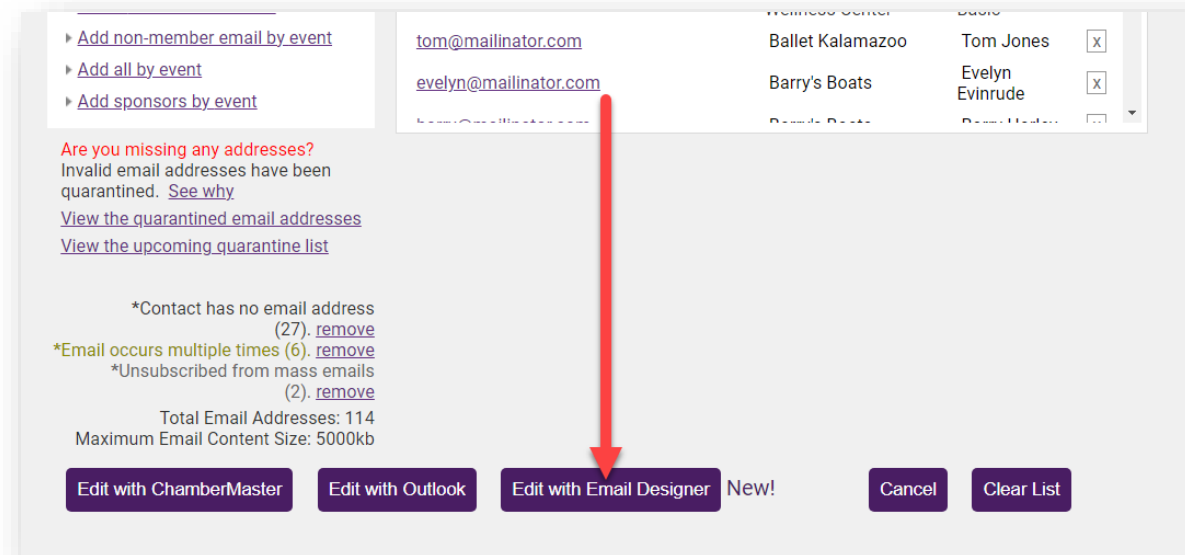 Add non-member email by event
Add all by event
Add sponsors by event
Wellness Center Basic
tom@mailinator.com Ballet Kalamazoo Tom Jones X
evelyn@mailinator.com Barry's Boats Evelyn Evinrude X
Are you missing any addresses?
Invalid email addresses have been
quarantined. See why
View the quarantined email addresses
View the upcoming quarantine list
*Contact has no email address
(27). remove
*Email occurs multiple times (6). remove
*Unsubscribed from mass emails
(2). remove
Total Email Addresses: 114
Maximum Email Content Size: 5000kb
Edit with ChamberMaster Edit with Outlook Edit with Email Designer New! Cancel Clear List